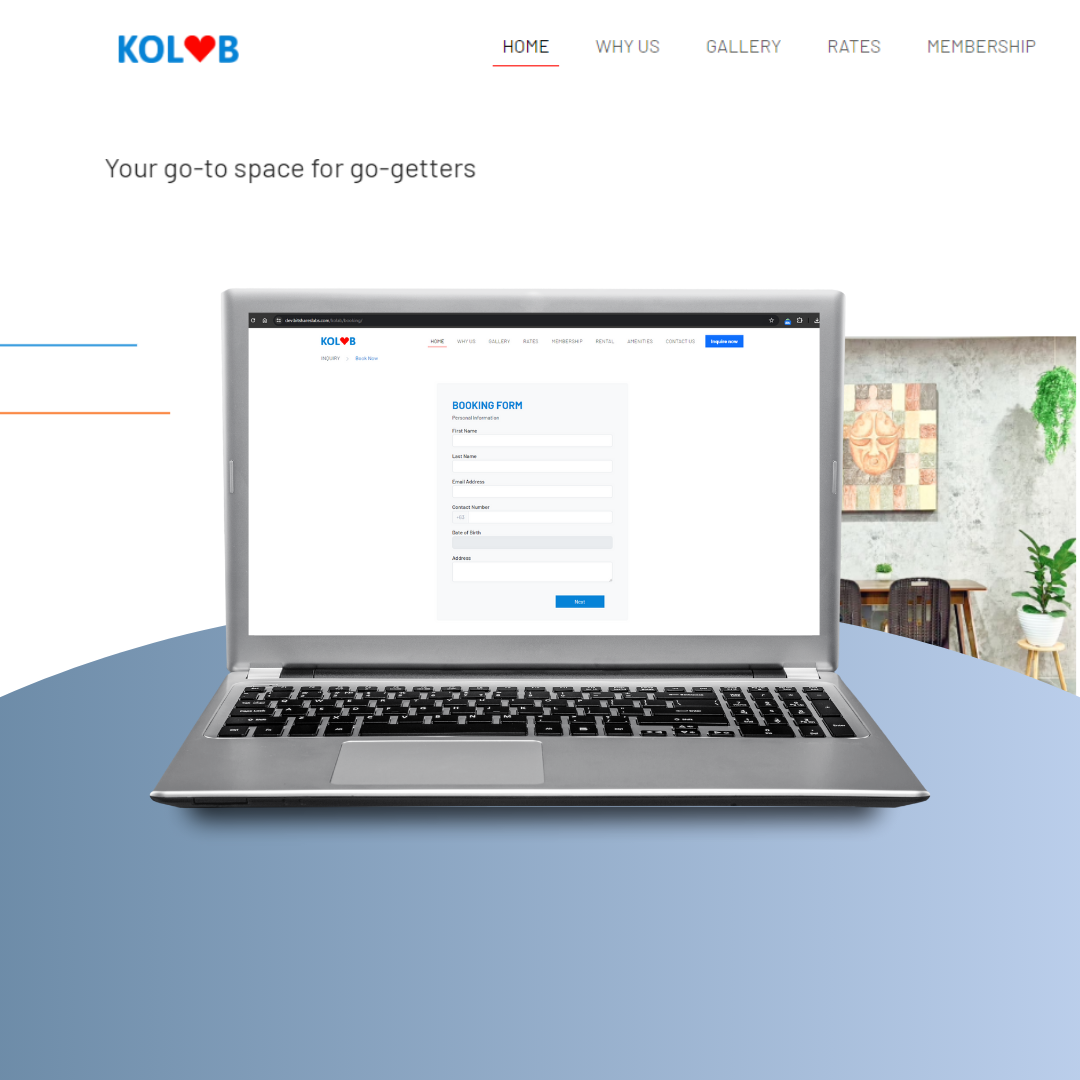 KOL❤B
HOME WHY US GALLERY RATES MEMBERSHIP
Your go-to space for go-getters
KOL❤B
HOME WHY US GALLERY RATES MEMBERSHIP RENTAL AMENITIES CONTACT US Inquire now
INQUIRY / Book Now
BOOKING FORM
Personal Information
First Name
Last Name
Email Address
Contact Number
+63
Date of Birth
Address
Next